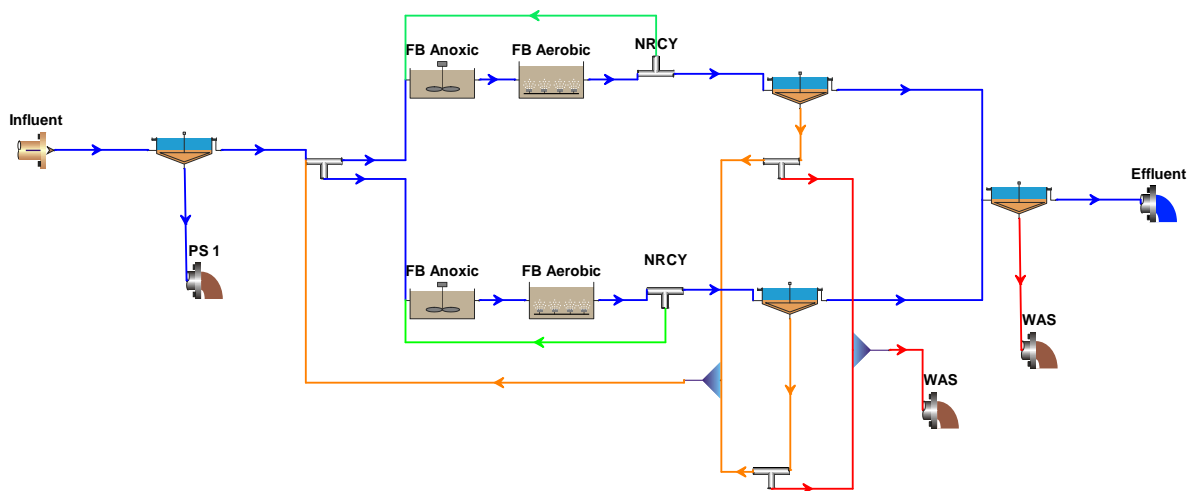 FB Anoxic
FB Aerobic
NRCY
Influent
Effluent
PS 1
FB Anoxic
FB Aerobic
NRCY
WAS
WAS